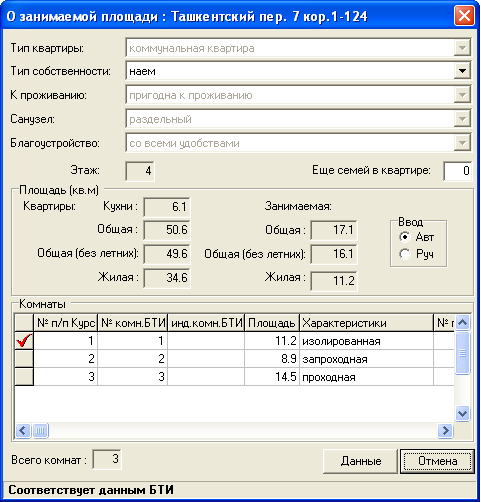 О занимаемой площади : Ташкентский пер. 7 кор.1-124
Тип квартиры: коммунальная квартира
Тип собственности: наем
К проживанию: пригодна к проживанию
Санузел: раздельный
Благоустройство: со всеми удобствами
Этаж: 4 Еще семей в квартире: 0
Площадь (кв.м)
Квартиры: Кухни : 6.1 Занимаемая:
Общая : 50.6 Общая : 17.1
Общая (без летних): 49.6 Общая (без летних) : 16.1
Жилая : 34.6 Жилая : 11.2
Ввод
Авт
Руч
Комнаты
№ п/п Курс № комн.БТИ инд.комн.БТИ Площадь Характеристики № г
1 1 11.2 изолированная
2 2 8.9 запроходная
3 3 14.5 проходная
Всего комнат : 3 Данные Отмена
Соответствует данным БТИ